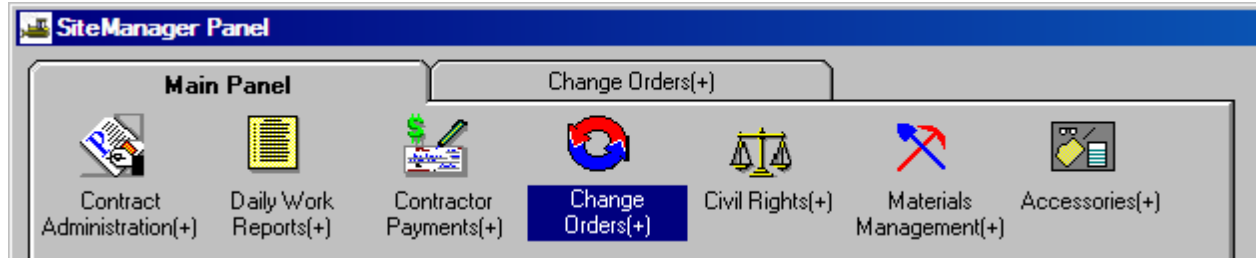 SiteManager Panel
Main Panel
Change Orders(+)
Contract
Administration(+)
Daily Work
Reports(+)
Contractor
Payments(+)
Change
Orders(+)
Civil Rights(+)
Materials
Management(+)
Accessories(+)